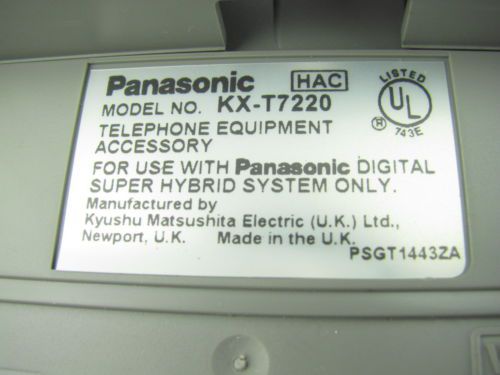 Panasonic HAC LISTED
MODEL NO. KX-T7220 UL
TELEPHONE EQUIPMENT ® 743E
ACCESSORY
FOR USE WITH Panasonic DIGITAL
SUPER HYBRID SYSTEM ONLY.
Manufactured by
Kyushu Matsushita Electric (U.K.) Ltd.,
Newport, U.K. Made in the U.K.
PSGT1443ZA